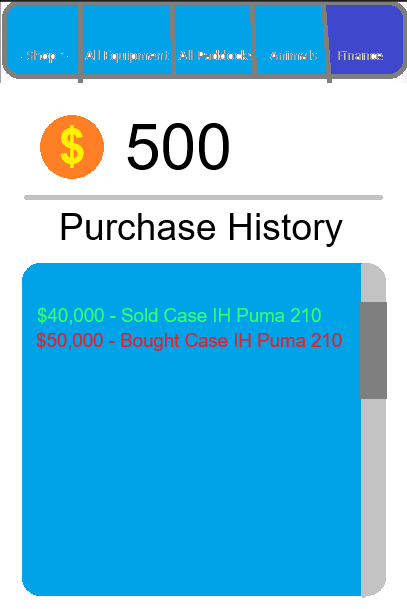 Shop
All Equipment
All Paddocks
Animals
Finance
$
500
Purchase History
$40,000 - Sold Case IH Puma 210
$50,000 - Bought Case IH Puma 210